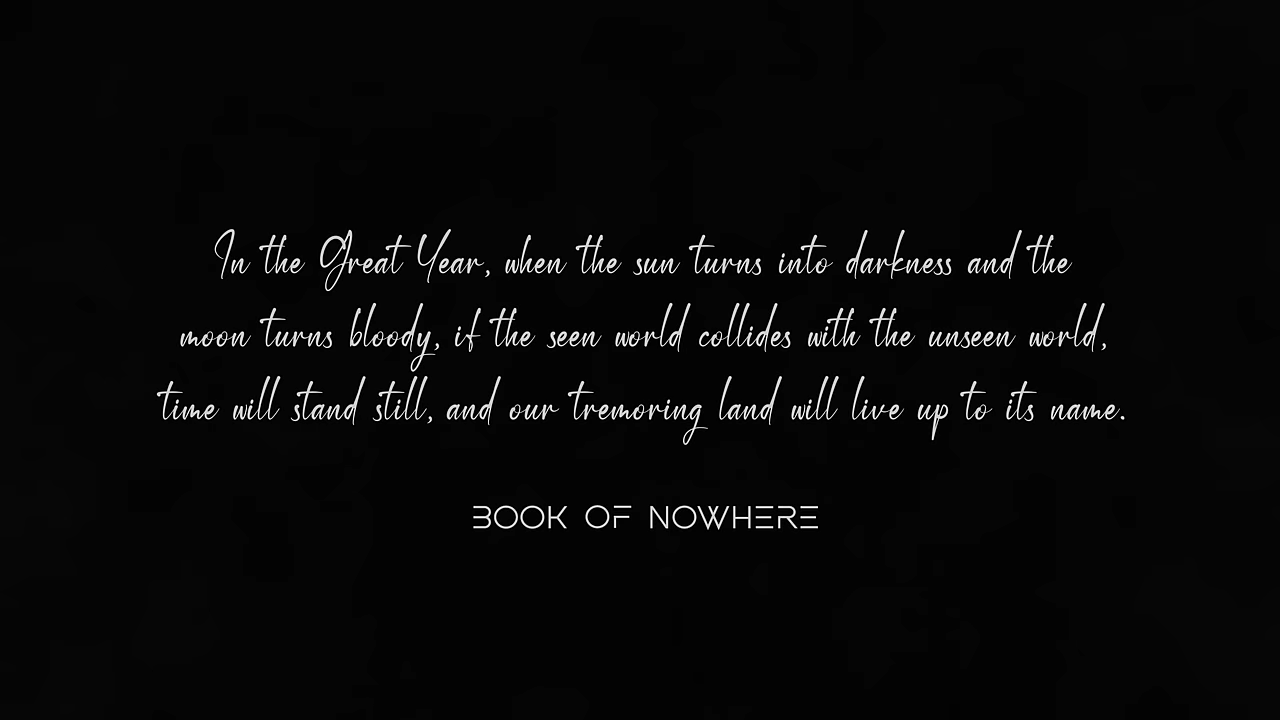 In the Great Year, when the sun turns into darkness and the
moon turns bloody, if the seen world collides with the unseen world,
time will stand still, and our tremoring land will live up to its name.
BOOK OF NOWHERE